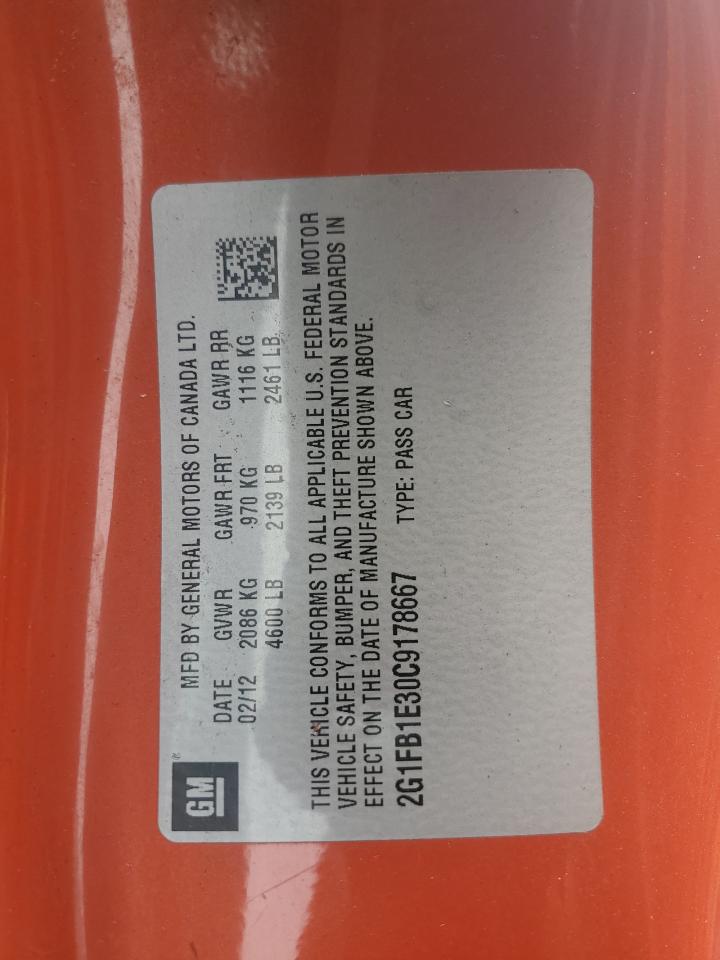 GM®
MFD BY GENERAL MOTORS OF CANADA LTD.
DATE GVWR GAWR FRT GAWR RR
02/12 2086 KG 970 KG 1116 KG
4600 LB 2139 LB 2461 LB
THIS VEHICLE CONFORMS TO ALL APPLICABLE U.S. FEDERAL MOTOR
VEHICLE SAFETY, BUMPER, AND THEFT PREVENTION STANDARDS IN
EFFECT ON THE DATE OF MANUFACTURE SHOWN ABOVE.
2G1FB1E30C9178667 TYPE: PASS CAR